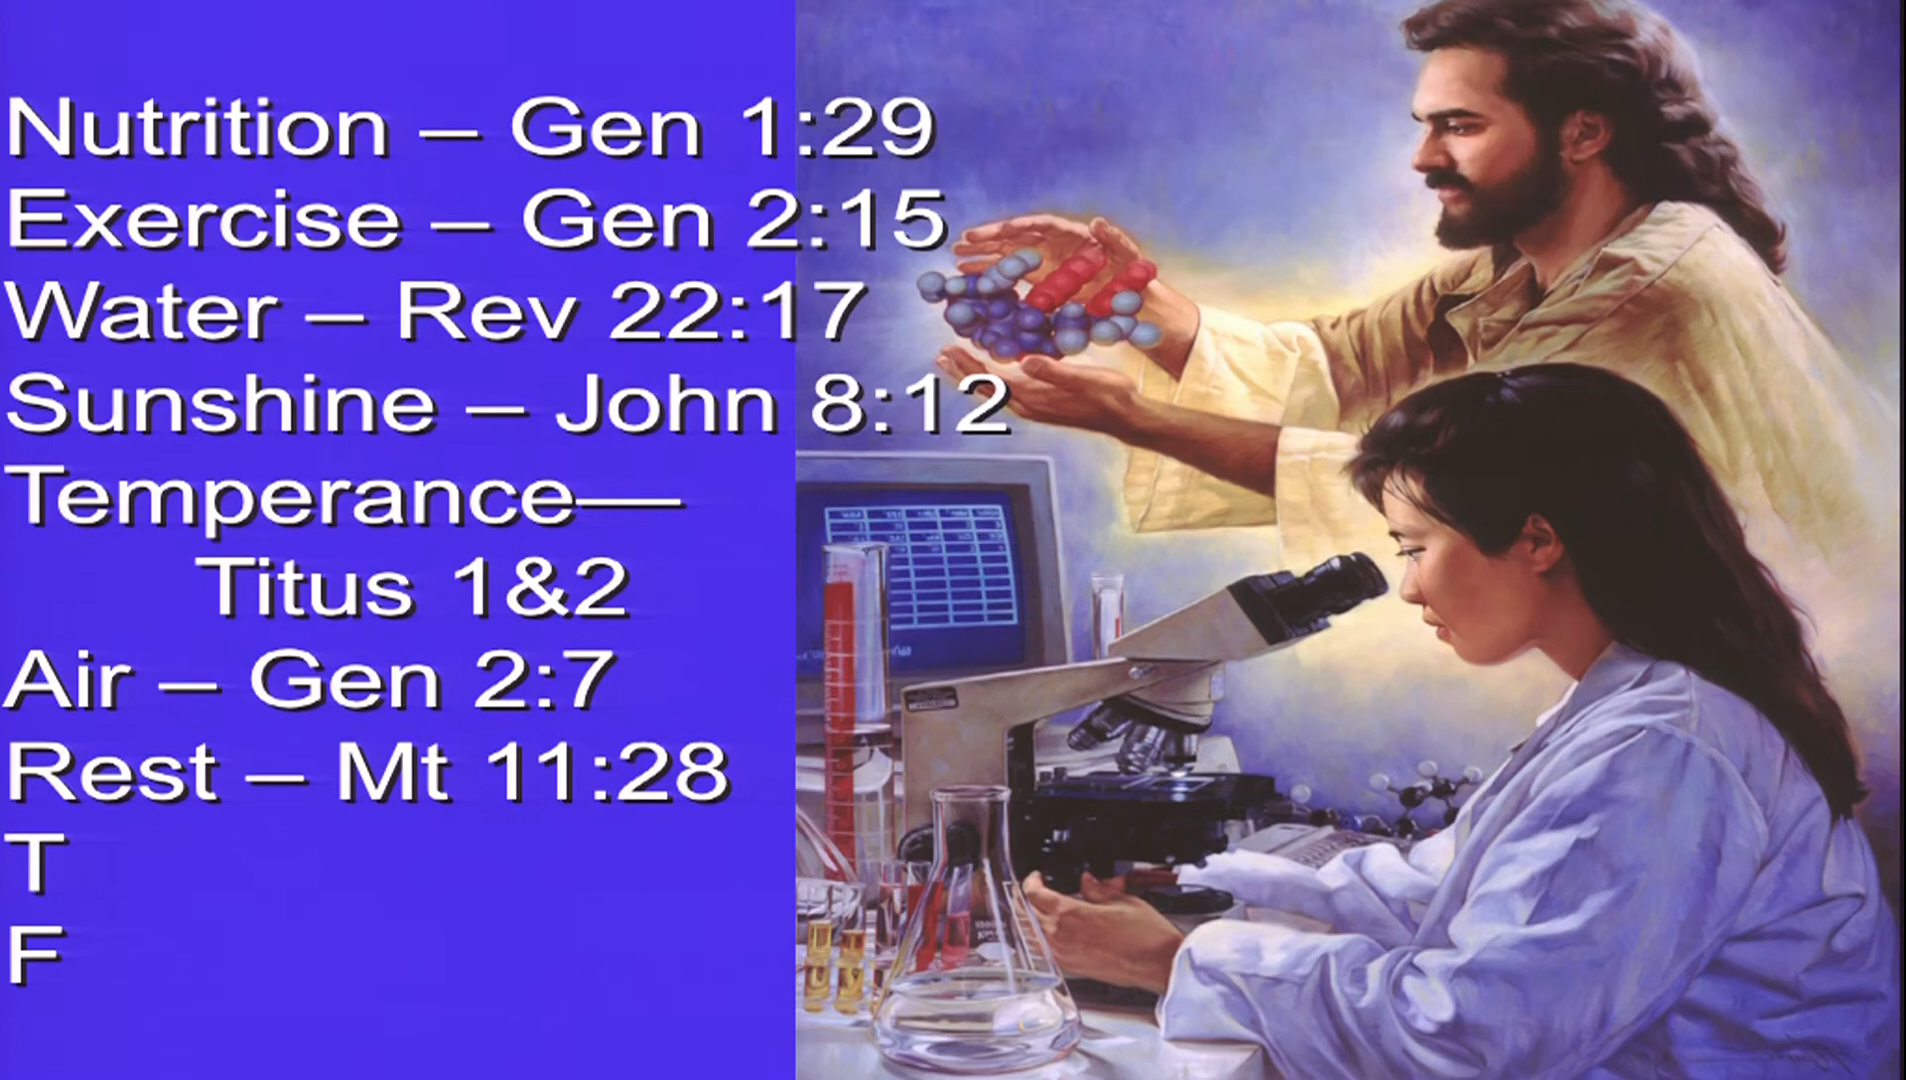 Nutrition – Gen 1:29
Exercise – Gen 2:15
Water – Rev 22:17
Sunshine – John 8:12
Temperance—
Titus 1&2
Air – Gen 2:7
Rest – Mt 11:28
T
F